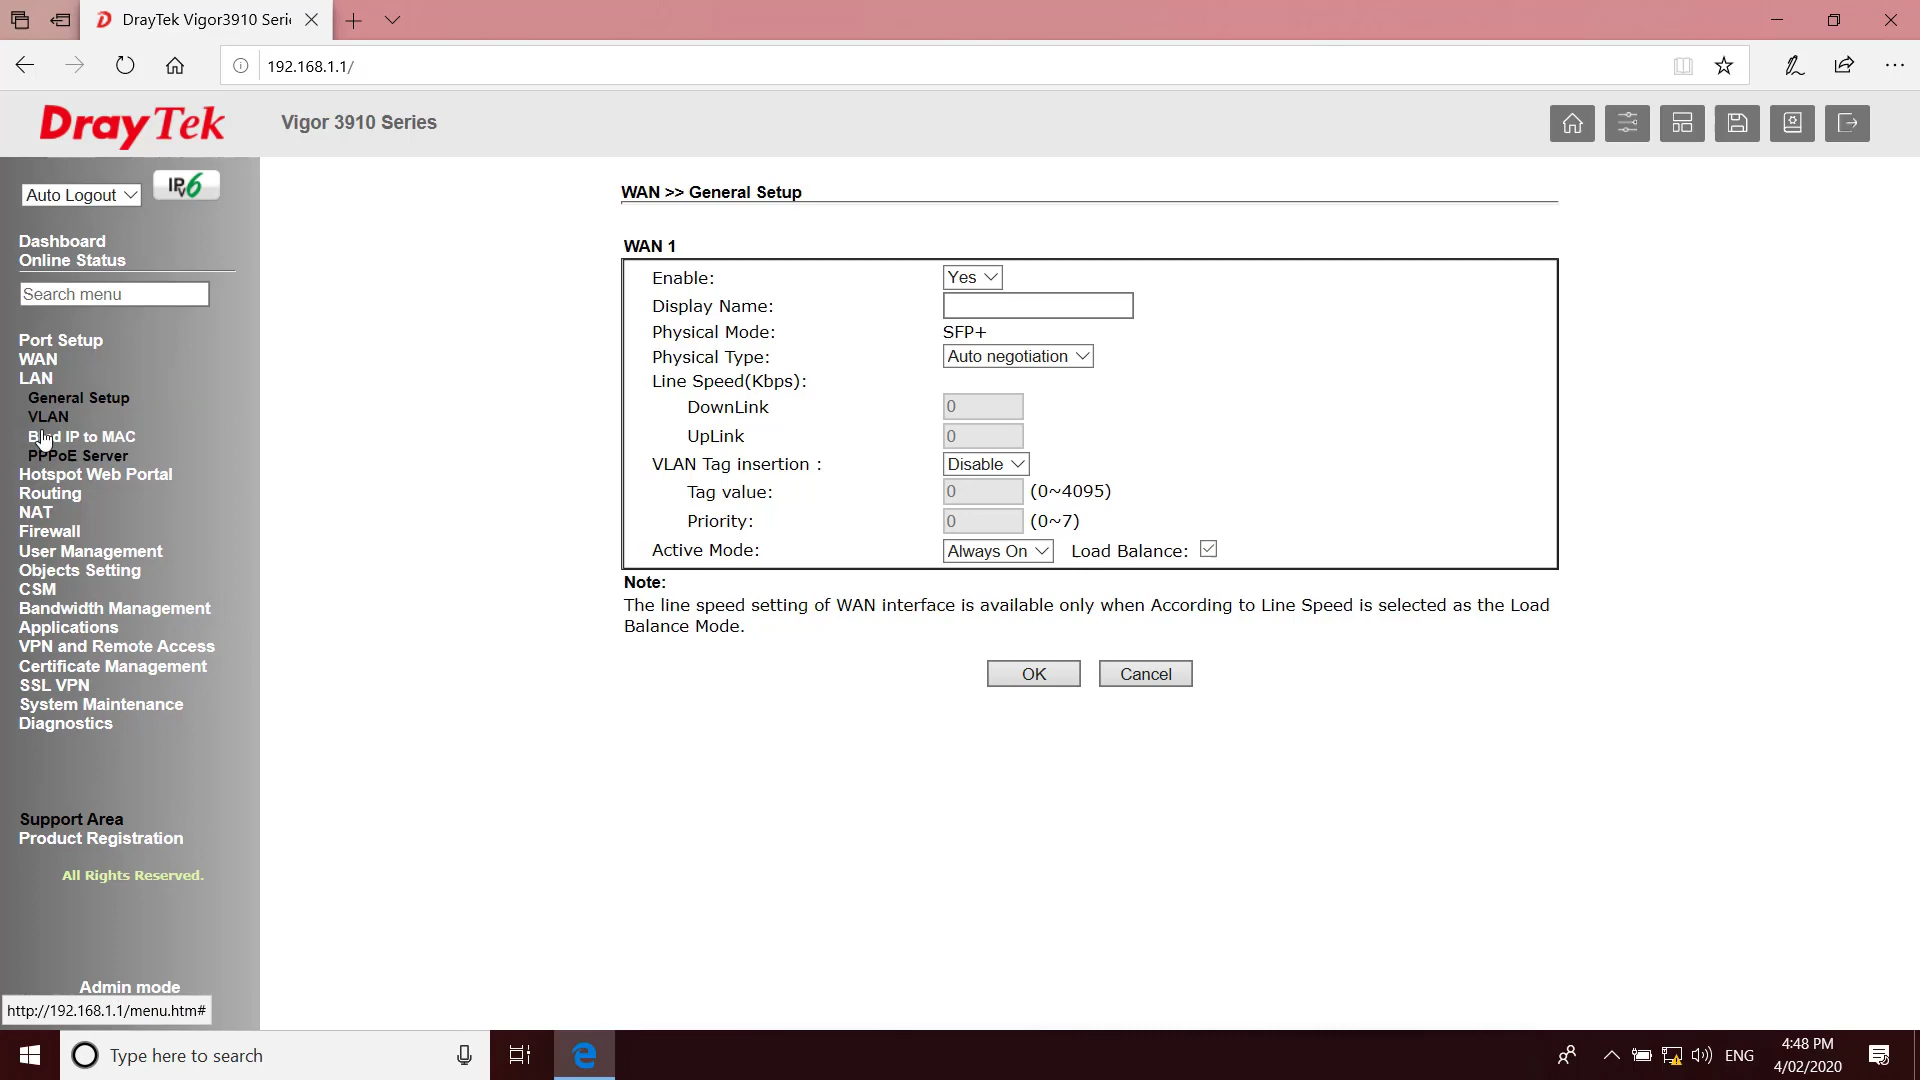 DrayTek Vigor3910 Serie
192.168.1.1/
DrayTek
Vigor 3910 Series
Auto Logout
IPv6
Dashboard
Online Status
Search menu
Port Setup
WAN
LAN
General Setup
VLAN
Bind IP to MAC
PPPoE Server
Hotspot Web Portal
Routing
NAT
Firewall
User Management
Objects Setting
CSM
Bandwidth Management
Applications
VPN and Remote Access
Certificate Management
SSL VPN
System Maintenance
Diagnostics
Support Area
Product Registration
All Rights Reserved.
Admin mode
http://192.168.1.1/menu.htm#
WAN >> General Setup
WAN 1
Enable: Yes
Display Name:
Physical Mode: SFP+
Physical Type: Auto negotiation
Line Speed(Kbps):
DownLink 0
UpLink 0
VLAN Tag insertion : Disable
Tag value: 0 (0~4095)
Priority: 0 (0~7)
Active Mode: Always On Load Balance:
Note:
The line speed setting of WAN interface is available only when According to Line Speed is selected as the Load
Balance Mode.
OK Cancel
Type here to search
ENG
4:48 PM
4/02/2020